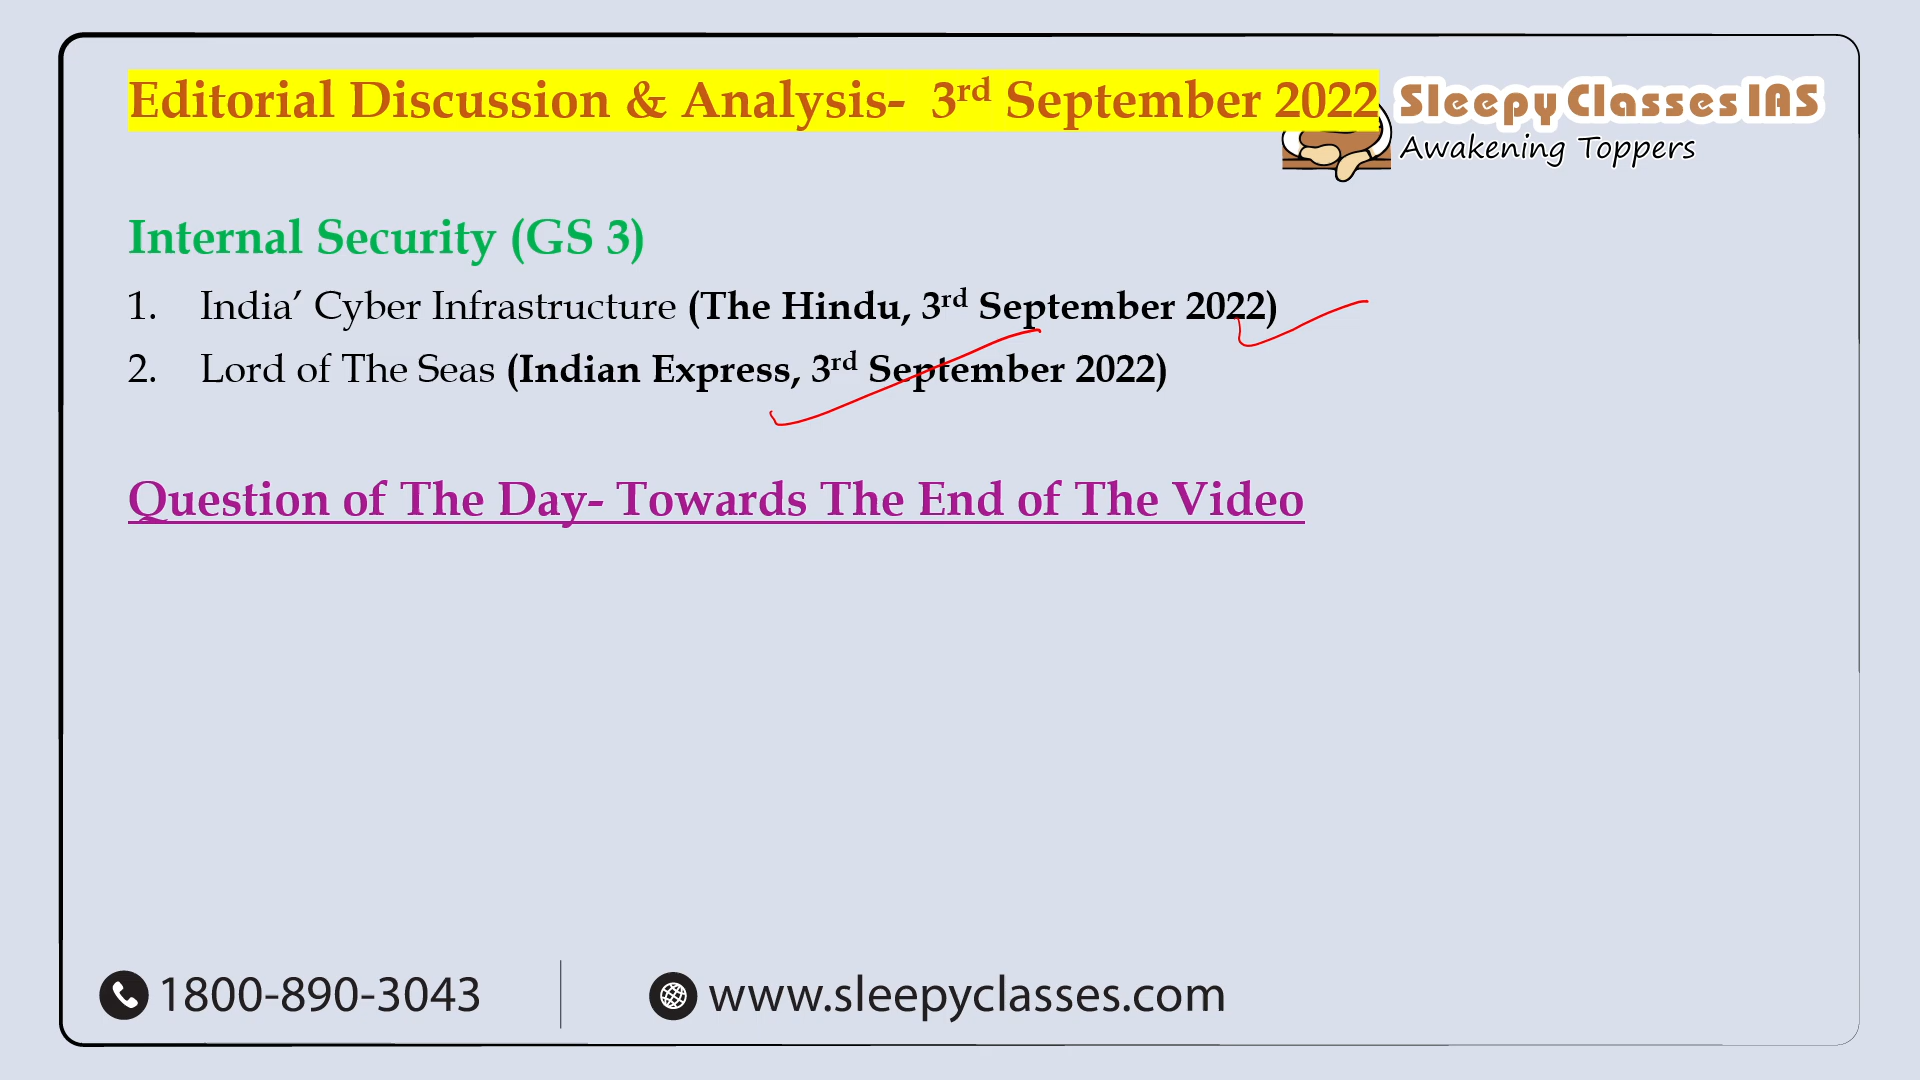 Editorial Discussion & Analysis- 3rd September 2022
SleepyClasses IAS
Awakening Toppers
Internal Security (GS 3)
1. India’ Cyber Infrastructure (The Hindu, 3rd September 2022)
2. Lord of The Seas (Indian Express, 3rd September 2022)
Question of The Day- Towards The End of The Video
1800-890-3043
www.sleepyclasses.com